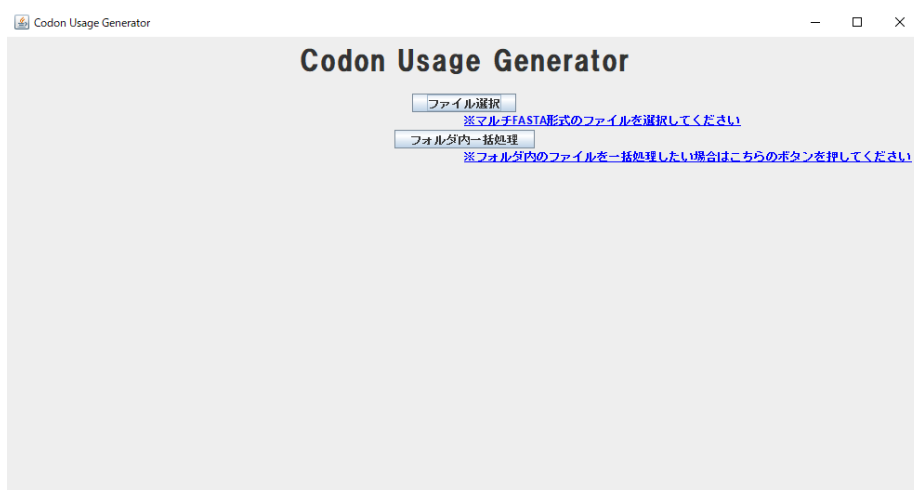 Codon Usage Generator
Codon Usage Generator
ファイル選択
※マルチFASTA形式のファイルを選択してください
フォルダ内一括処理
※フォルダ内のファイルを一括処理したい場合はこちらのボタンを押してください